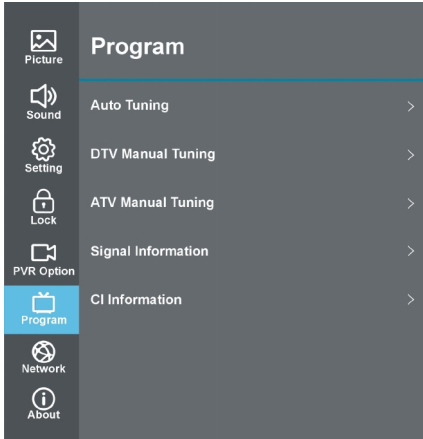 Picture
Sound
Setting
Lock
PVR Option
Program
Network
About
Program
Auto Tuning
DTV Manual Tuning
ATV Manual Tuning
Signal Information
CI Information